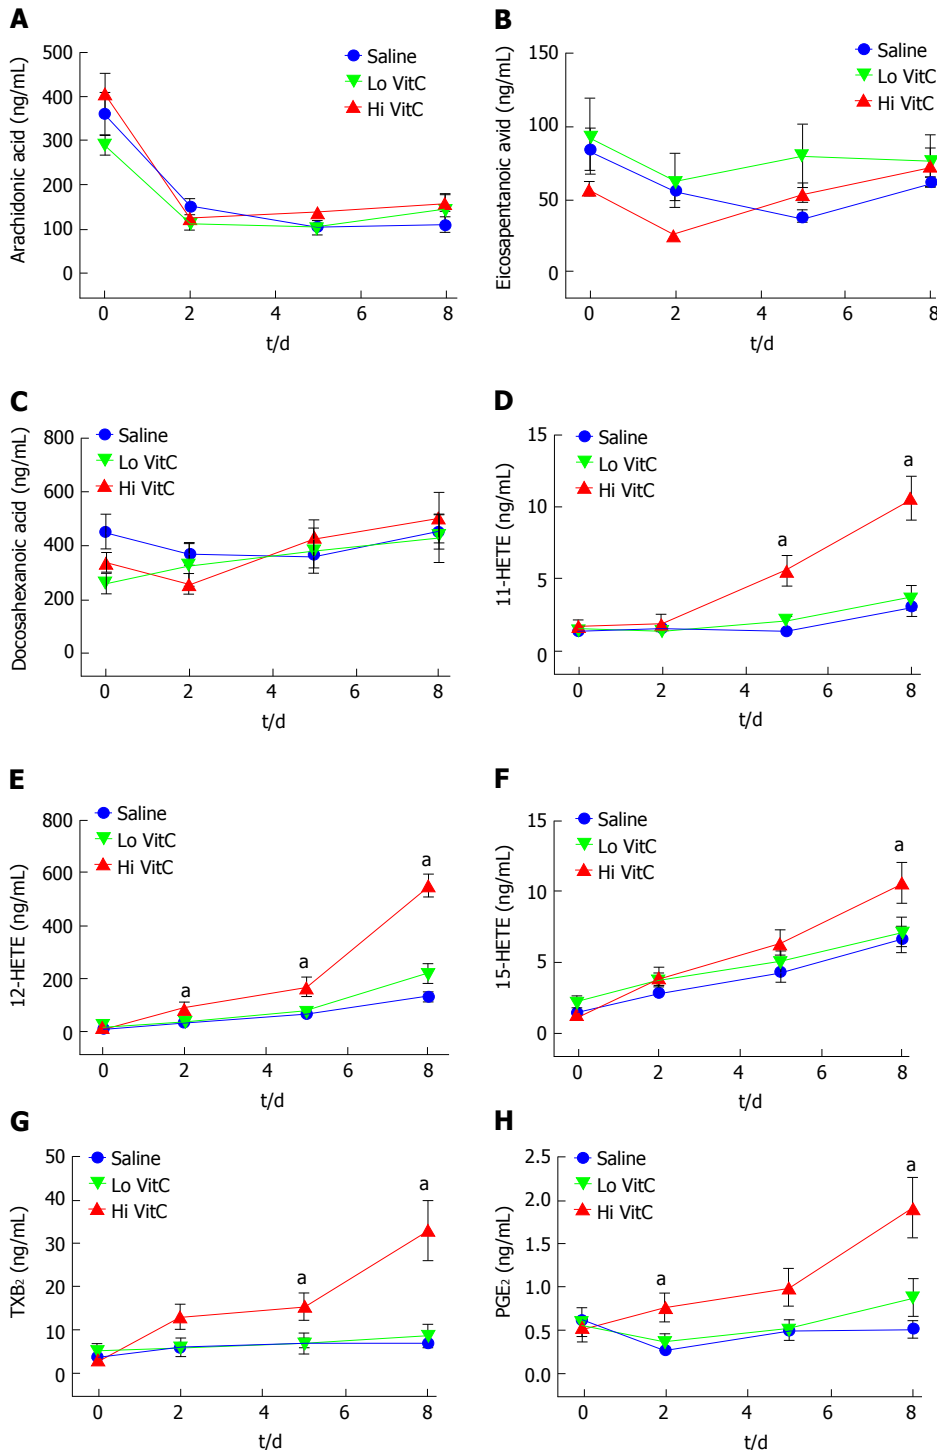 A
Arachidonic acid (ng/mL)
500
400
300
200
100
0
Saline
Lo VitC
Hi VitC
0 2 4 6 8
t/d
B
Eicosapentanoic avid (ng/mL)
150
100
50
0
Saline
Lo VitC
Hi VitC
0 2 4 6 8
t/d
C
Docosahexanoic acid (ng/mL)
800
600
400
200
0
Saline
Lo VitC
Hi VitC
0 2 4 6 8
t/d
D
11-HETE (ng/mL)
15
10
5
0
Saline
Lo VitC
Hi VitC
a
a
0 2 4 6 8
t/d
E
12-HETE (ng/mL)
800
600
400
200
0
Saline
Lo VitC
Hi VitC
a
a
a
0 2 4 6 8
t/d
F
15-HETE (ng/mL)
15
10
5
0
Saline
Lo VitC
Hi VitC
a
0 2 4 6 8
t/d
G
TXB₂ (ng/mL)
50
40
30
20
10
0
Saline
Lo VitC
Hi VitC
a
a
0 2 4 6 8
t/d
H
PGE₂ (ng/mL)
2.5
2.0
1.5
1.0
0.5
0.0
Saline
Lo VitC
Hi VitC
a
a
0 2 4 6 8
t/d